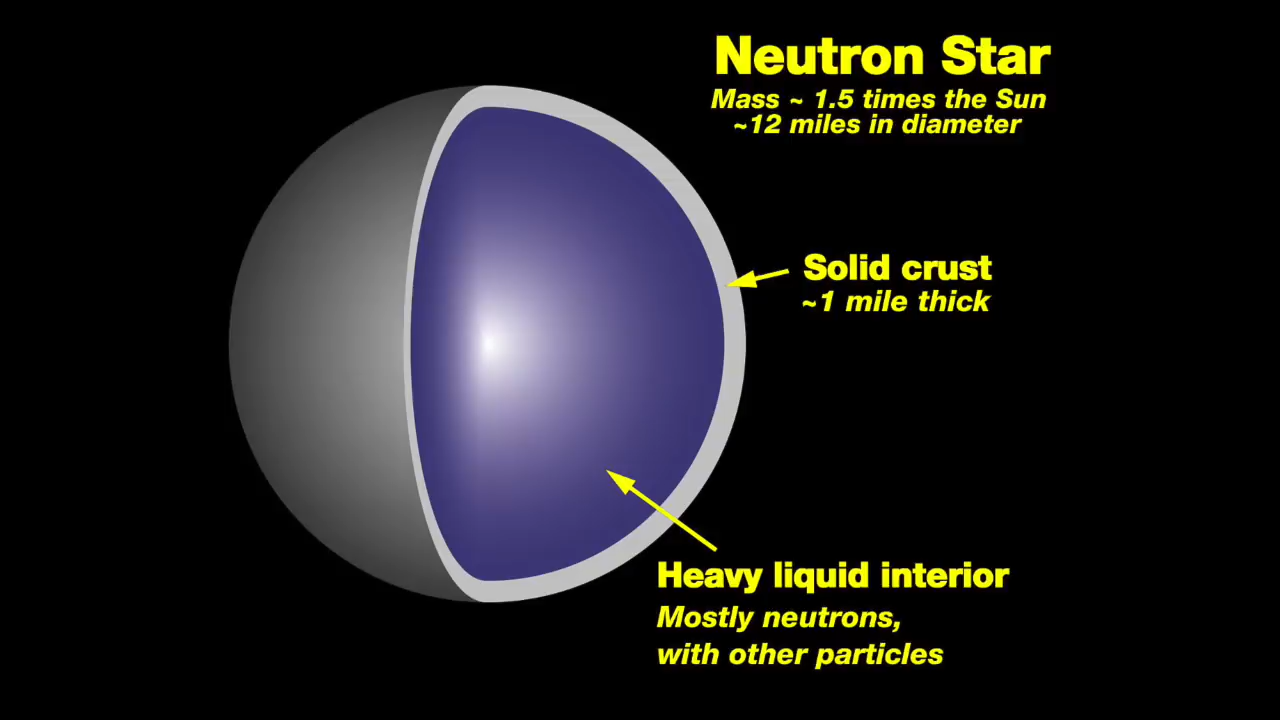 Neutron Star
Mass ~ 1.5 times the Sun
~12 miles in diameter
Solid crust
~1 mile thick
Heavy liquid interior
Mostly neutrons,
with other particles